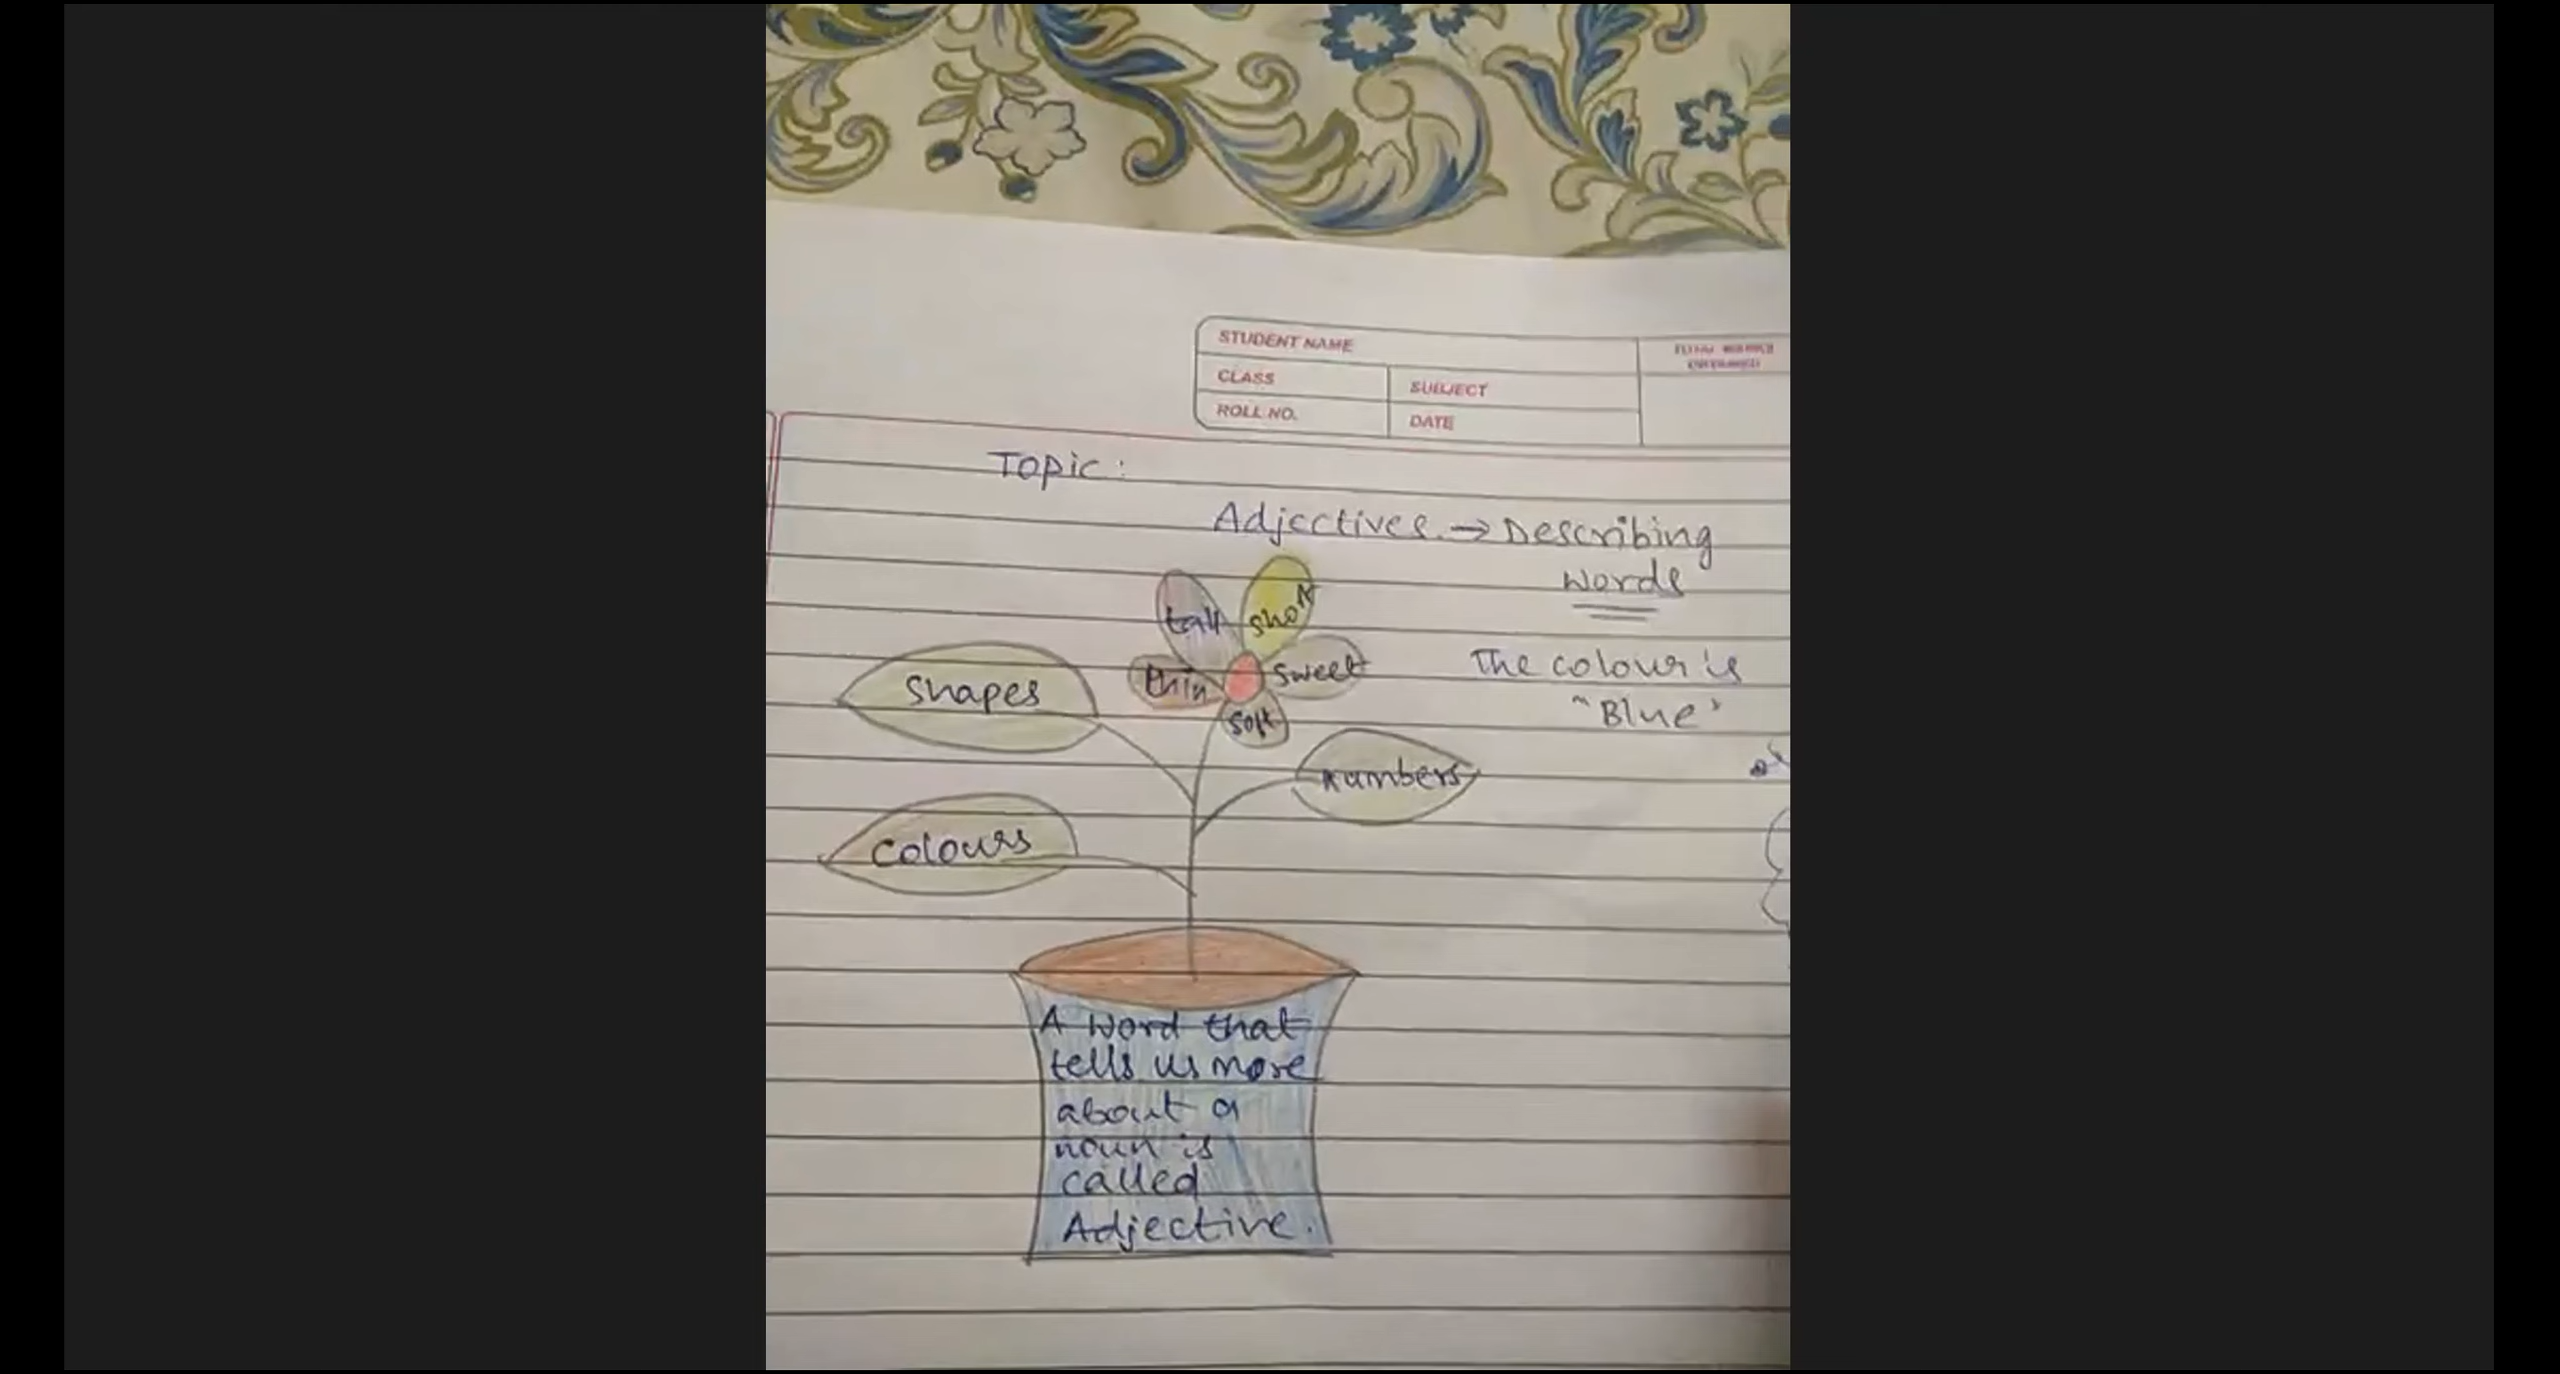 STUDENT NAME
CLASS
SUBJECT
ROLL NO.
DATE
Topic:
Adjectives → Describing
words
tall
short
thin
sweet
soft
shapes
The colour is
"Blue"
numbers
colours
A word that
tells us more
about a
noun is
called
Adjective.